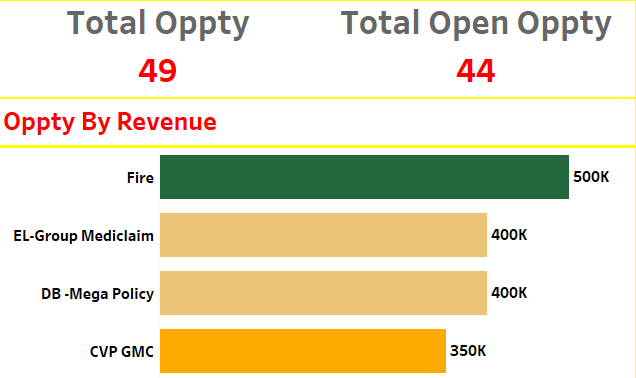 Total Oppty Total Open Oppty
49 44
Oppty By Revenue
Fire 500K
EL-Group Mediclaim 400K
DB -Mega Policy 400K
CVP GMC 350K